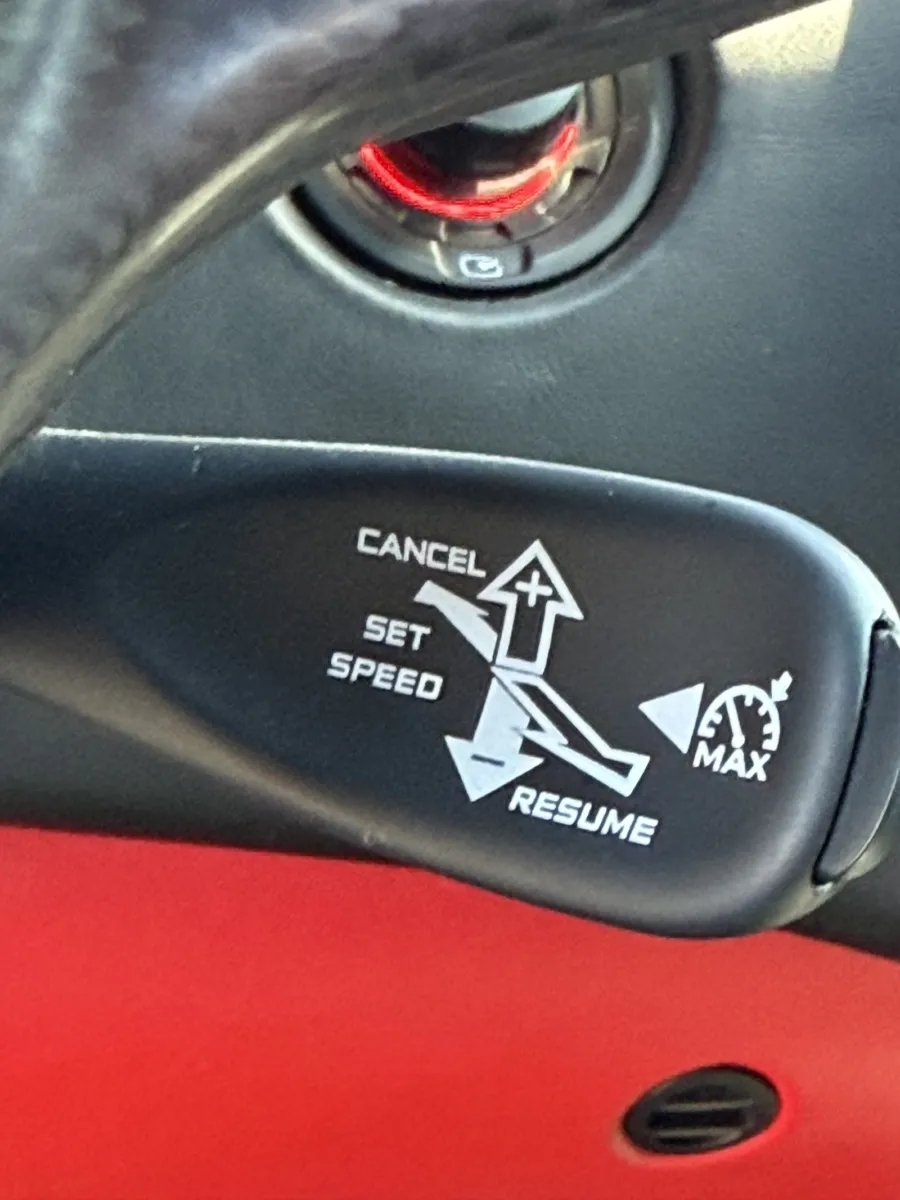 CANCEL
+
SET
SPEED
-
MAX
RESUME